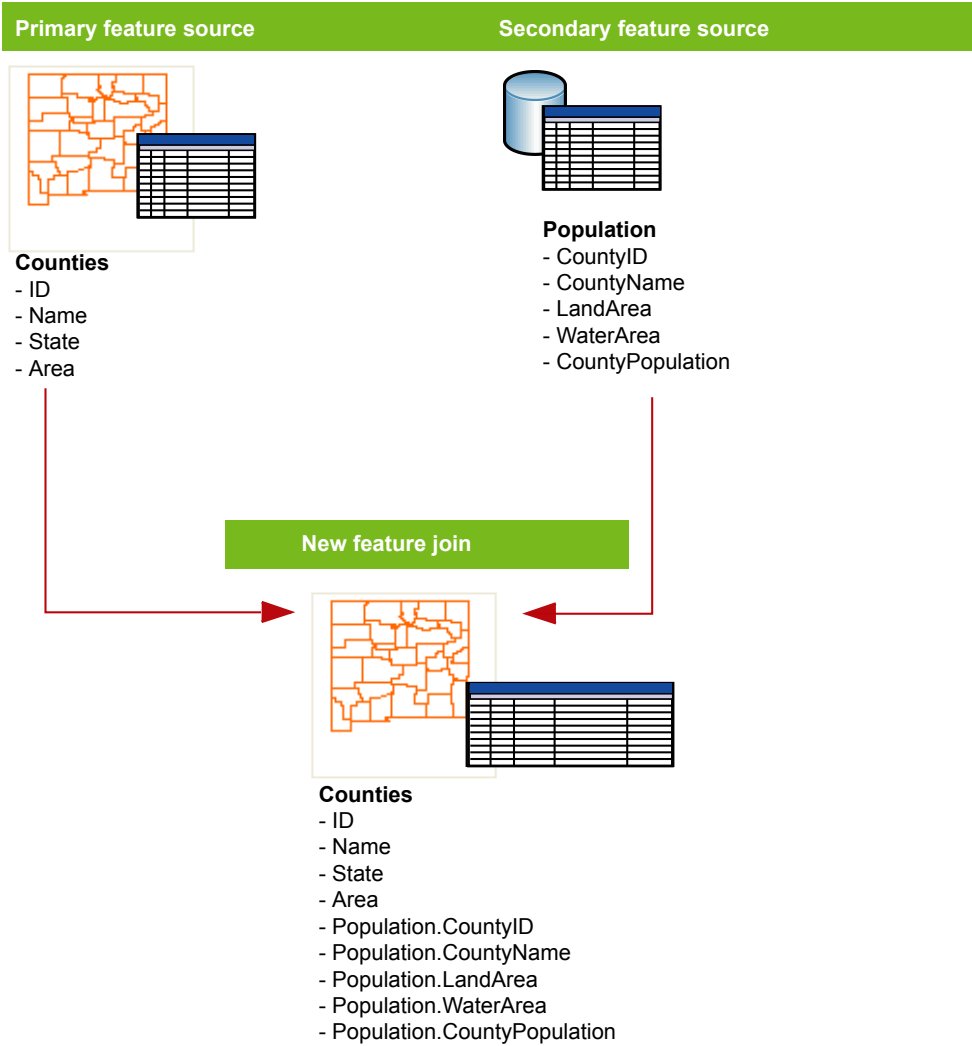 Primary feature source
Secondary feature source
Counties
- ID
- Name
- State
- Area
Population
- CountyID
- CountyName
- LandArea
- WaterArea
- CountyPopulation
New feature join
Counties
- ID
- Name
- State
- Area
- Population.CountyID
- Population.CountyName
- Population.LandArea
- Population.WaterArea
- Population.CountyPopulation